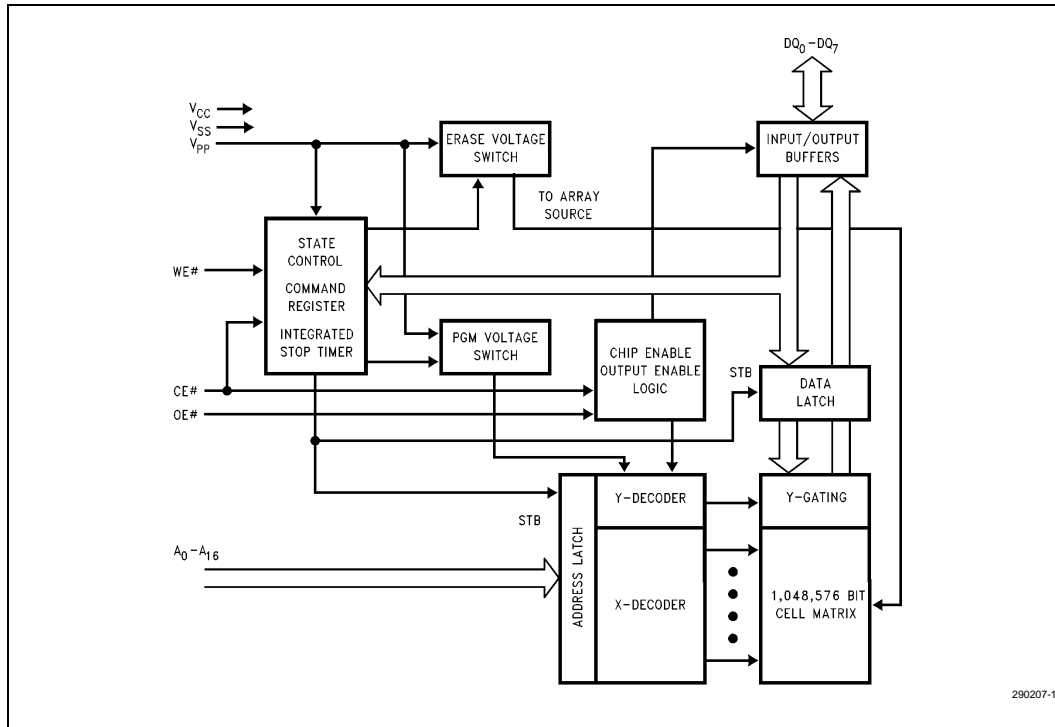 DQ0-DQ7
VCC
VSS
VPP
ERASE VOLTAGE
SWITCH
INPUT/OUTPUT
BUFFERS
TO ARRAY
SOURCE
STATE
CONTROL
COMMAND
REGISTER
INTEGRATED
STOP TIMER
WE#
PGM VOLTAGE
SWITCH
CHIP ENABLE
OUTPUT ENABLE
LOGIC
STB
DATA
LATCH
CE#
OE#
STB
ADDRESS LATCH
Y-DECODER
Y-GATING
A0-A16
X-DECODER
1,048,576 BIT
CELL MATRIX
290207-1